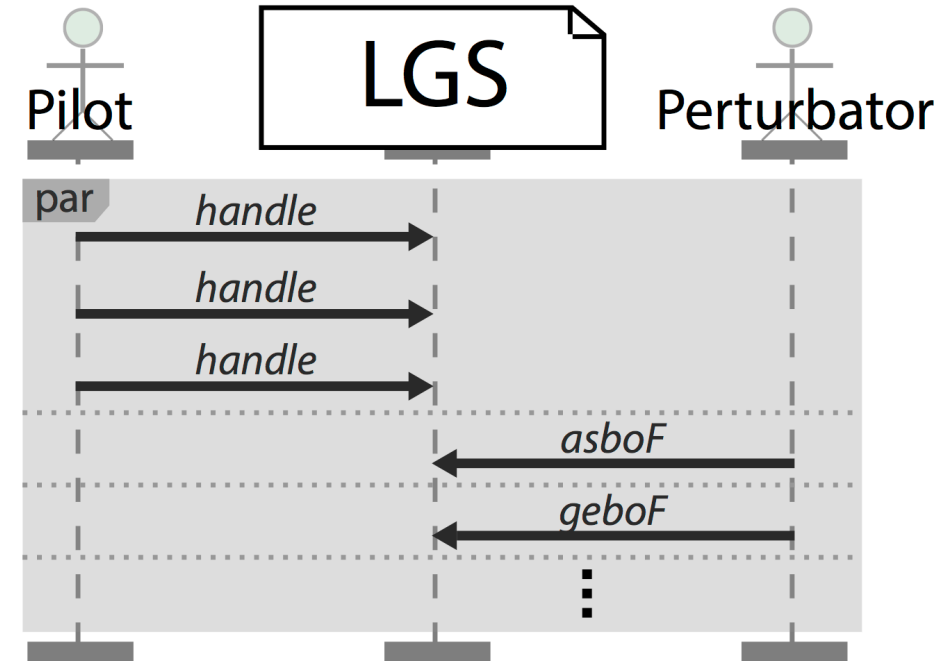 Pilot
LGS
Perturbator
par
handle
handle
handle
asboF
geboF